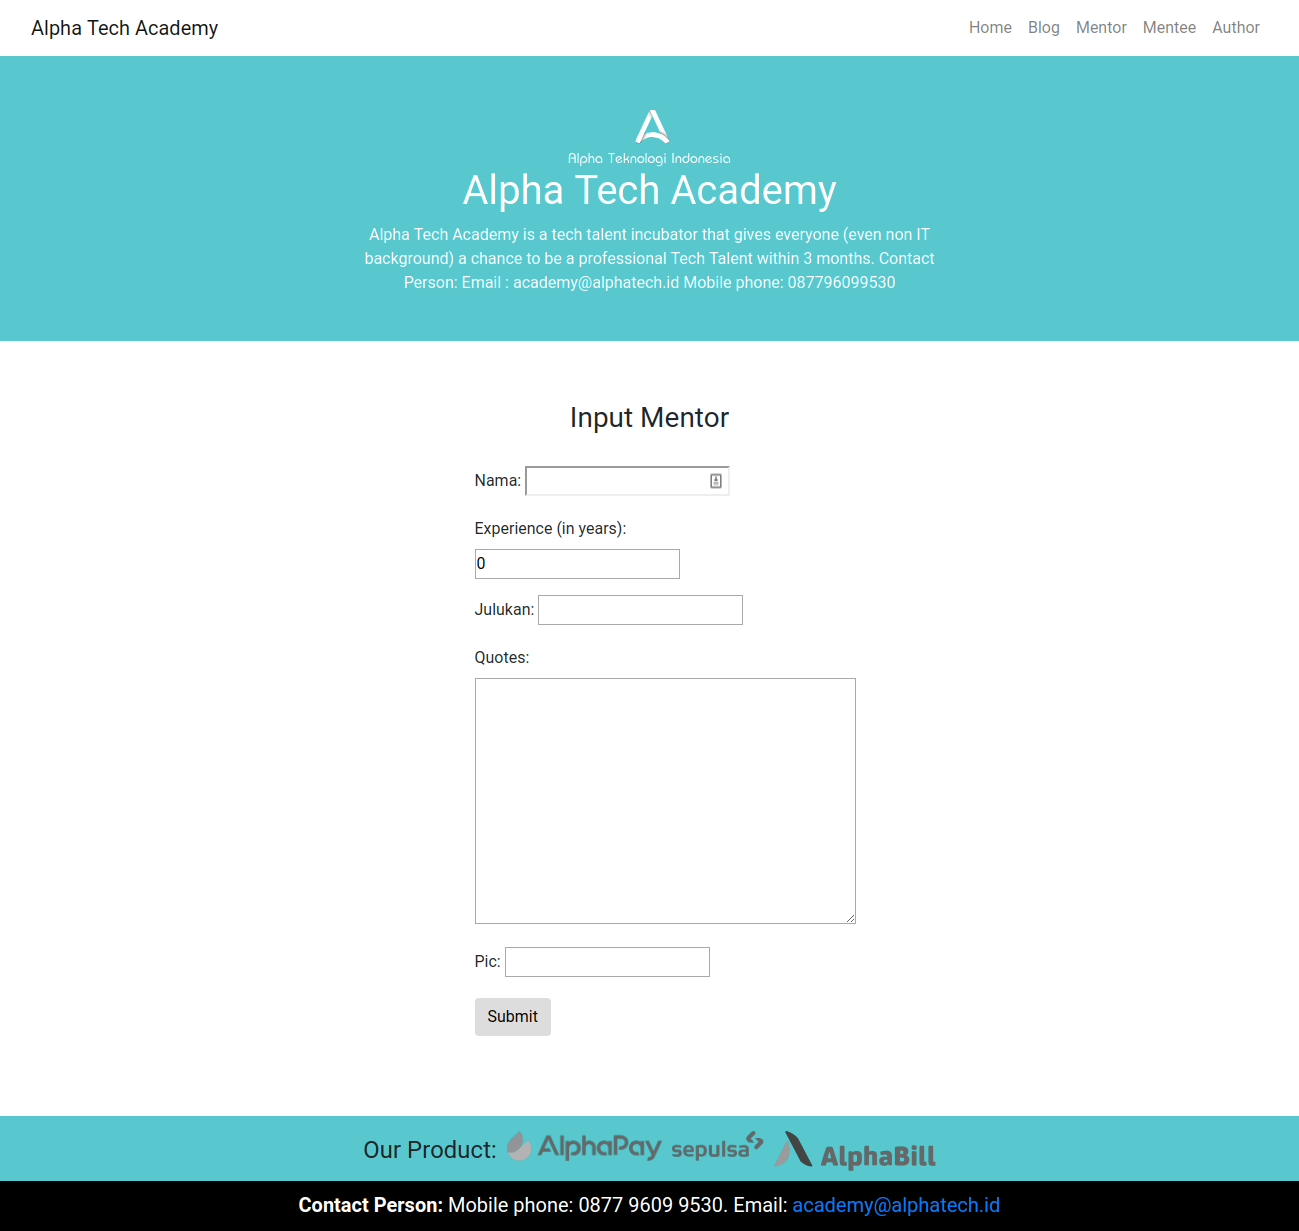 Alpha Tech Academy Home Blog Mentor Mentee Author
Alpha Teknologi Indonesia
Alpha Tech Academy
Alpha Tech Academy is a tech talent incubator that gives everyone (even non IT
background) a chance to be a professional Tech Talent within 3 months. Contact
Person: Email : academy@alphatech.id Mobile phone: 087796099530
Input Mentor
Nama:
Experience (in years):
0
Julukan:
Quotes:
Pic:
Submit
Our Product: AlphaPay sepulsa AlphaBill
Contact Person: Mobile phone: 0877 9609 9530. Email: academy@alphatech.id